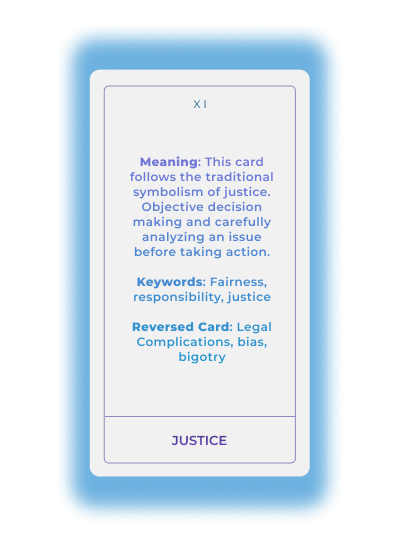 XI
Meaning: This card
follows the traditional
symbolism of justice.
Objective decision
making and carefully
analyzing an issue
before taking action.
Keywords: Fairness,
responsibility, justice
Reversed Card: Legal
Complications, bias,
bigotry
JUSTICE